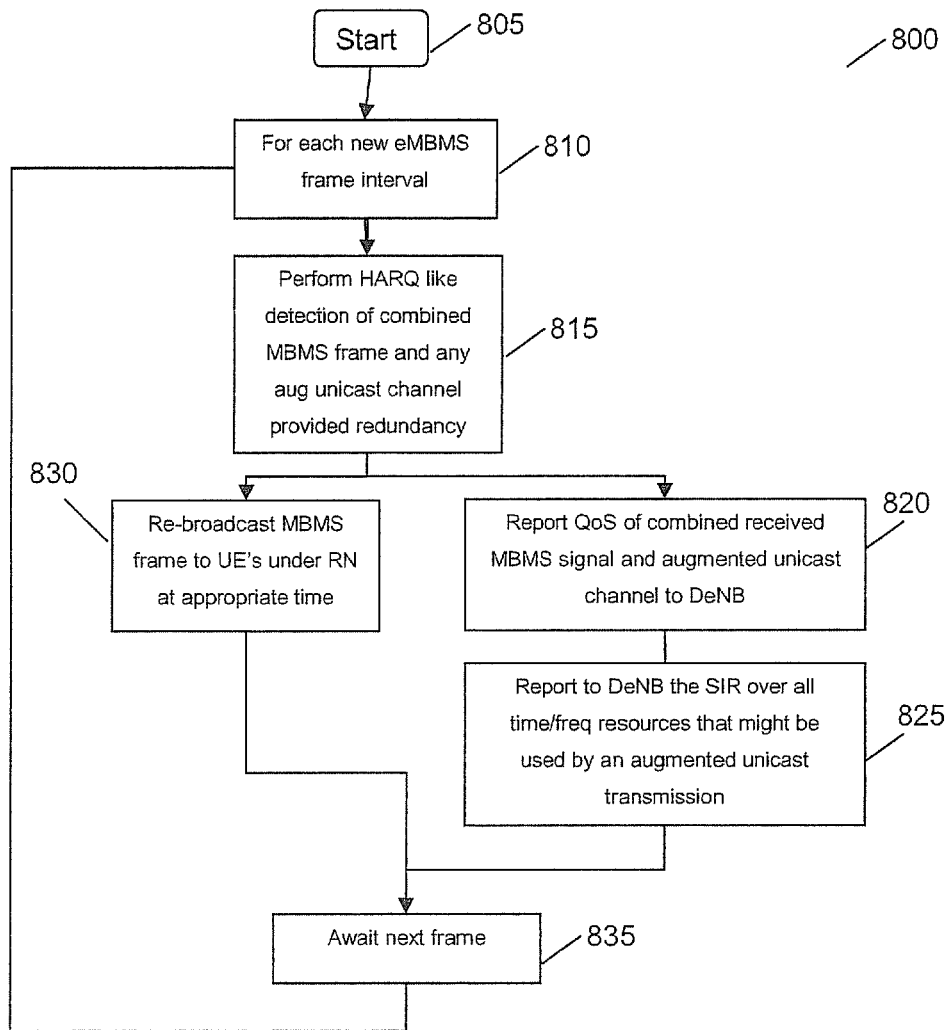 Start
805
800
For each new eMBMS
frame interval
810
Perform HARQ like
detection of combined
MBMS frame and any
aug unicast channel
provided redundancy
815
830
Re-broadcast MBMS
frame to UE's under RN
at appropriate time
Report QoS of combined received
MBMS signal and augmented unicast
channel to DeNB
820
Report to DeNB the SIR over all
time/freq resources that might be
used by an augmented unicast
transmission
825
Await next frame
835